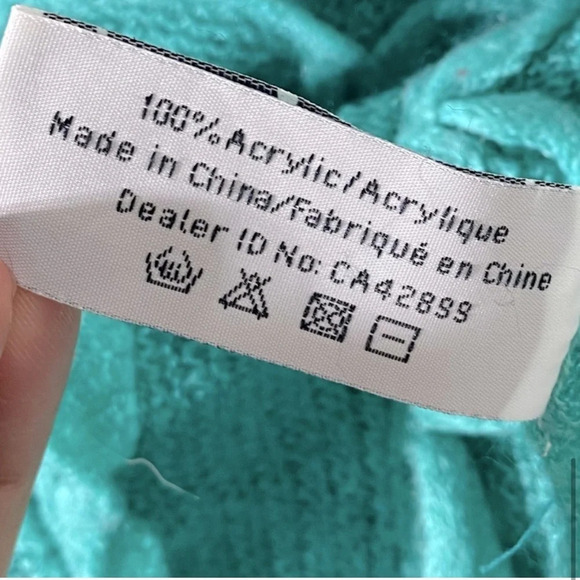 100% Acrylic/Acrylique
Made in China/Fabriqué en Chine
Dealer ID No: CA42899